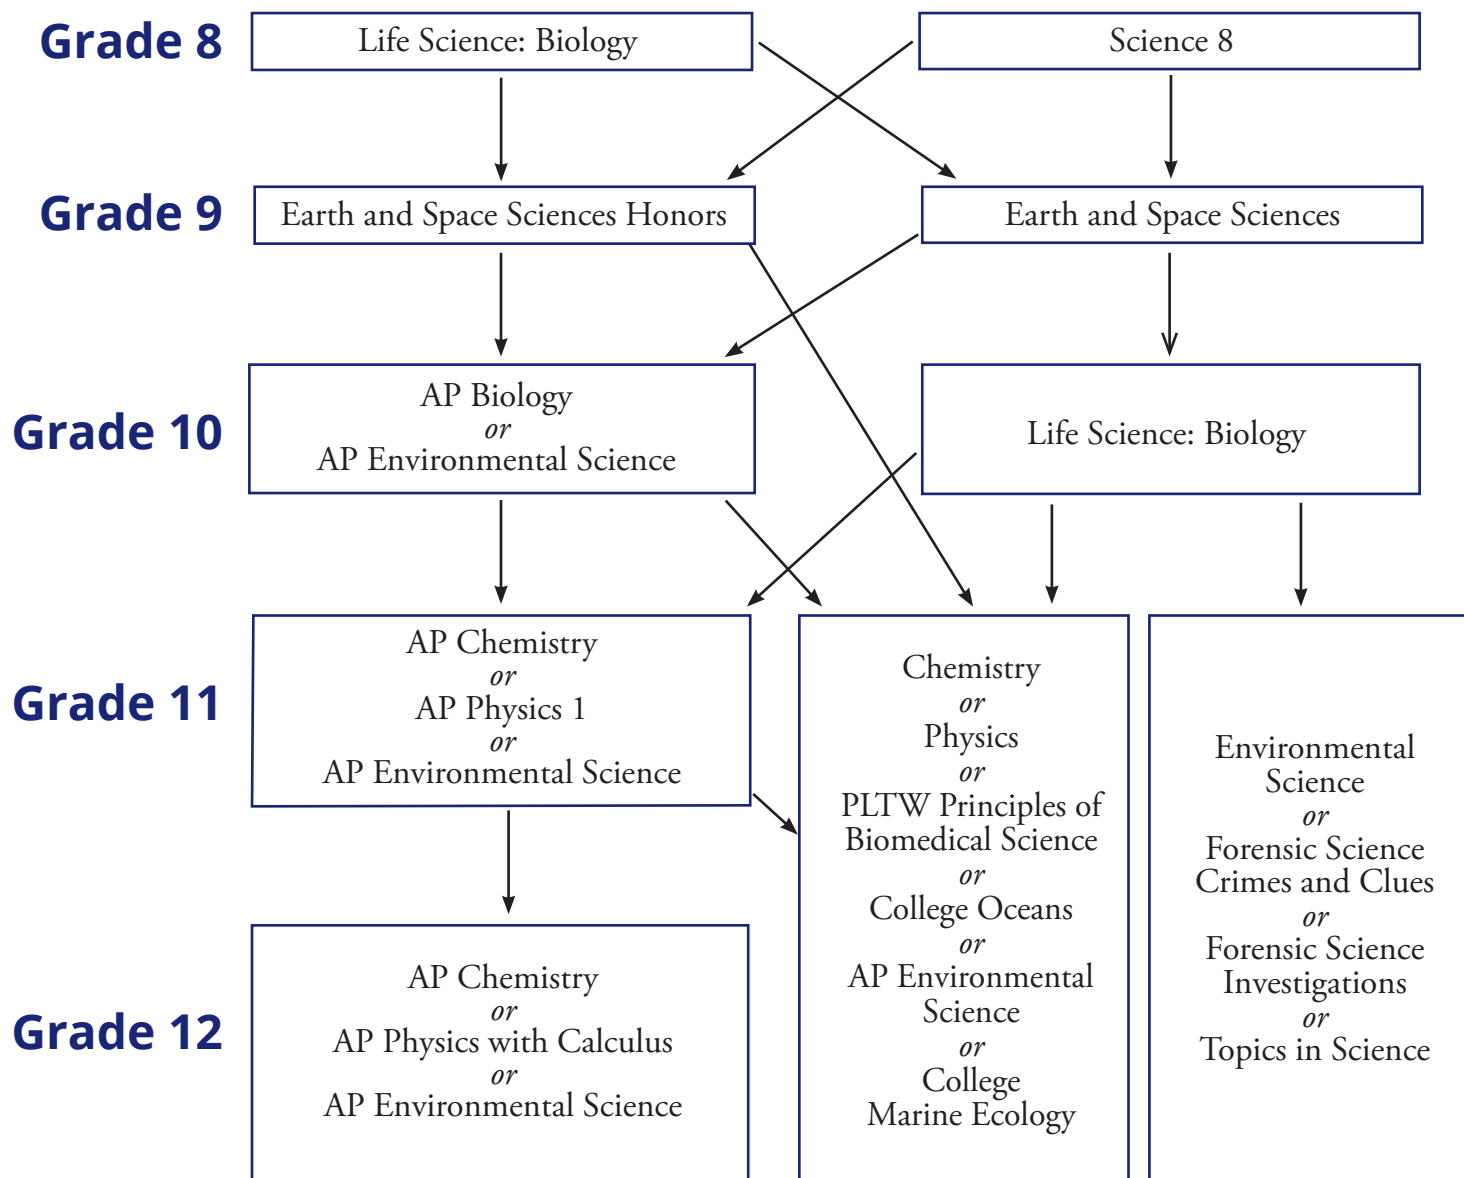 Grade 8
Life Science: Biology
Science 8
Grade 9
Earth and Space Sciences Honors
Earth and Space Sciences
Grade 10
AP Biology
or
AP Environmental Science
Life Science: Biology
Grade 11
AP Chemistry
or
AP Physics 1
or
AP Environmental Science
Chemistry
or
Physics
or
PLTW Principles of
Biomedical Science
or
College Oceans
or
AP Environmental
Science
or
College
Marine Ecology
Environmental
Science
or
Forensic Science
Crimes and Clues
or
Forensic Science
Investigations
or
Topics in Science
Grade 12
AP Chemistry
or
AP Physics with Calculus
or
AP Environmental Science